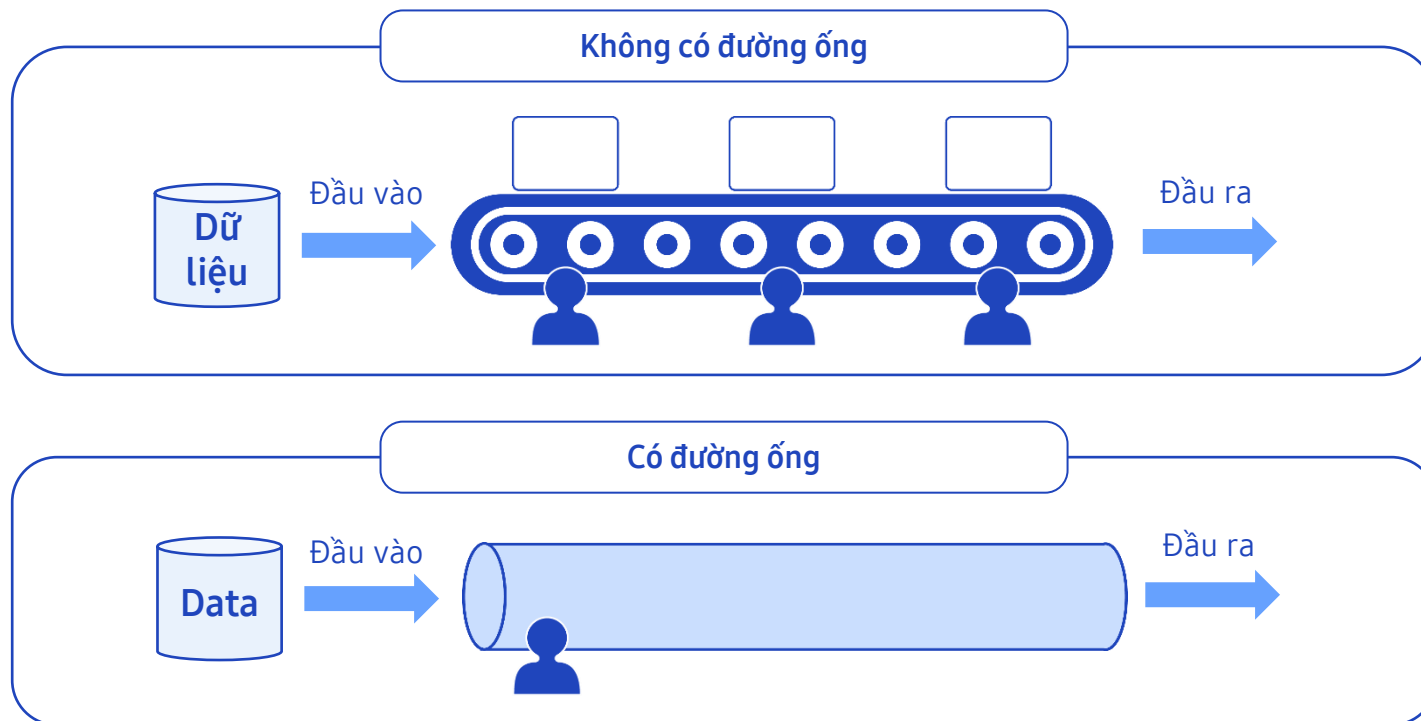 Không có đường ống
Đầu vào
Đầu ra
Dữ
liệu
Có đường ống
Đầu vào
Đầu ra
Data